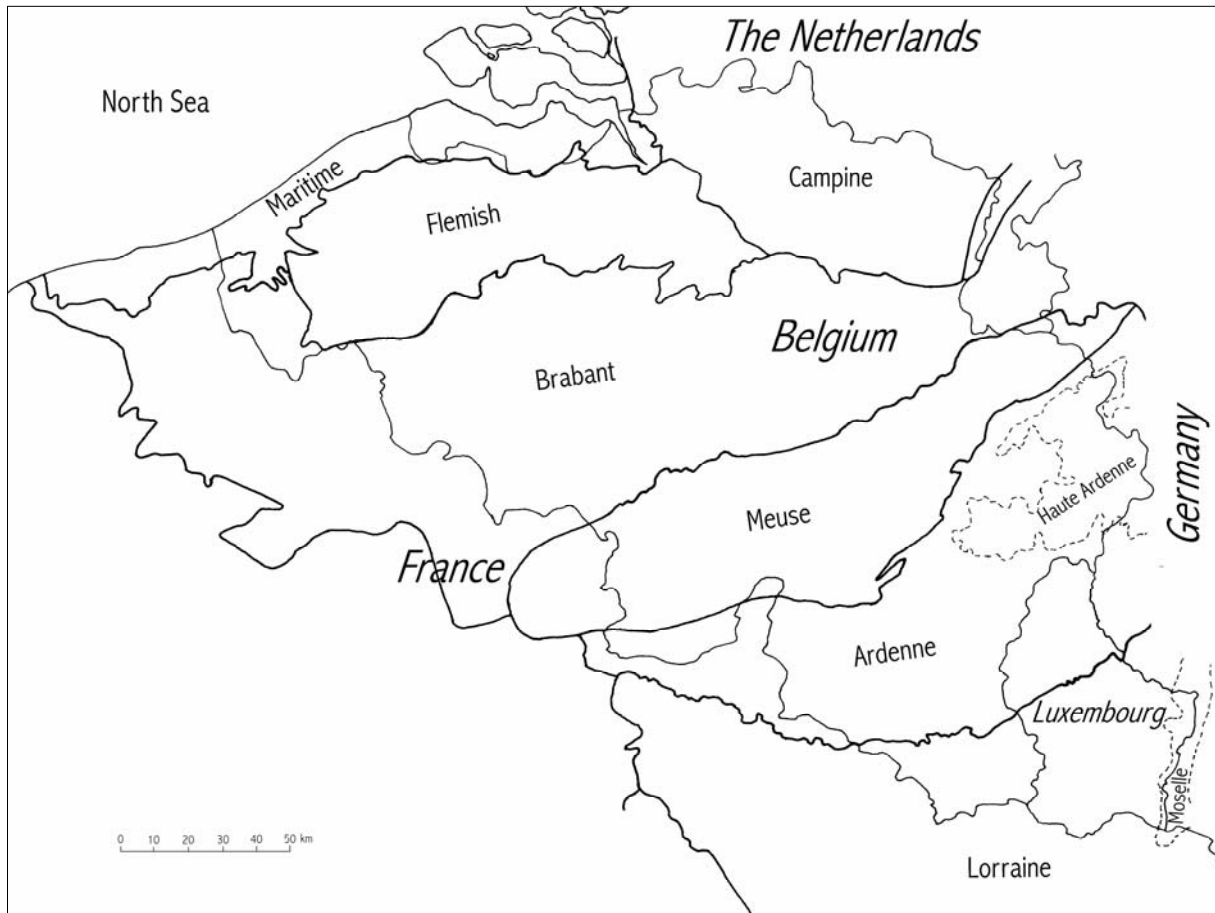 The Netherlands
North Sea
Maritime
Campine
Flemish
Belgium
Brabant
Germany
Haute Ardenne
Meuse
France
Ardenne
Luxembourg
Moselle
0 10 20 30 40 50 km
Lorraine